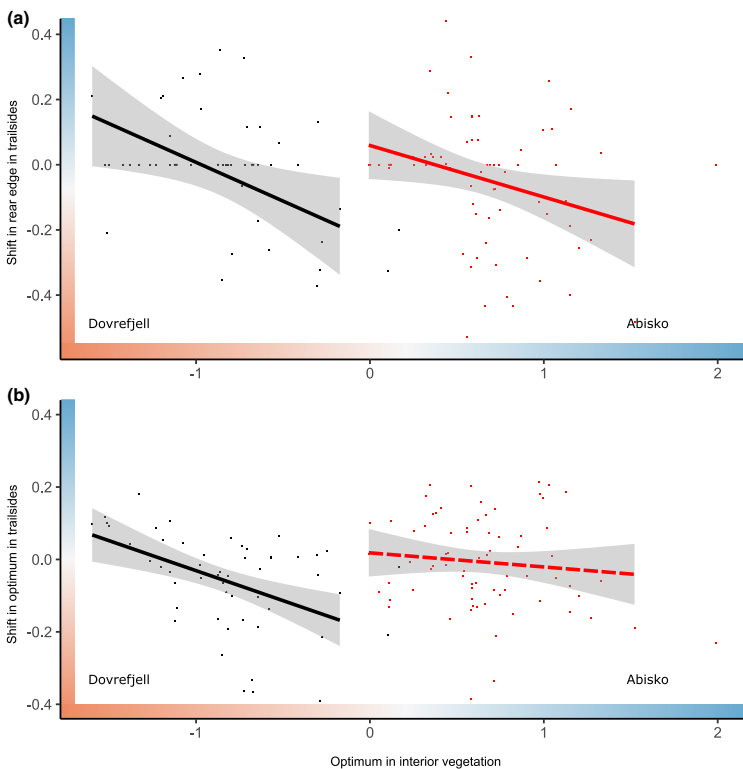 (a)
Shift in rear edge in trailsides
0.4
0.2
0.0
-0.2
-0.4
Dovrefjell
Abisko
-1
0
1
2
(b)
Shift in optimum in trailsides
0.4
0.2
0.0
-0.2
-0.4
Dovrefjell
Abisko
-1
0
1
2
Optimum in interior vegetation